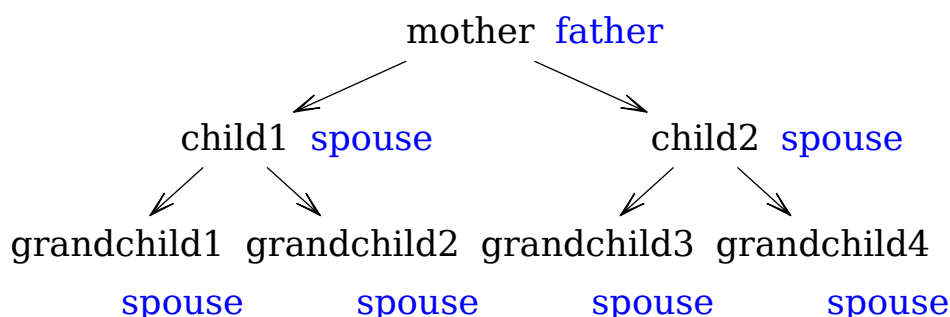 mother father
child1 spouse child2 spouse
grandchild1 grandchild2 grandchild3 grandchild4
spouse spouse spouse spouse